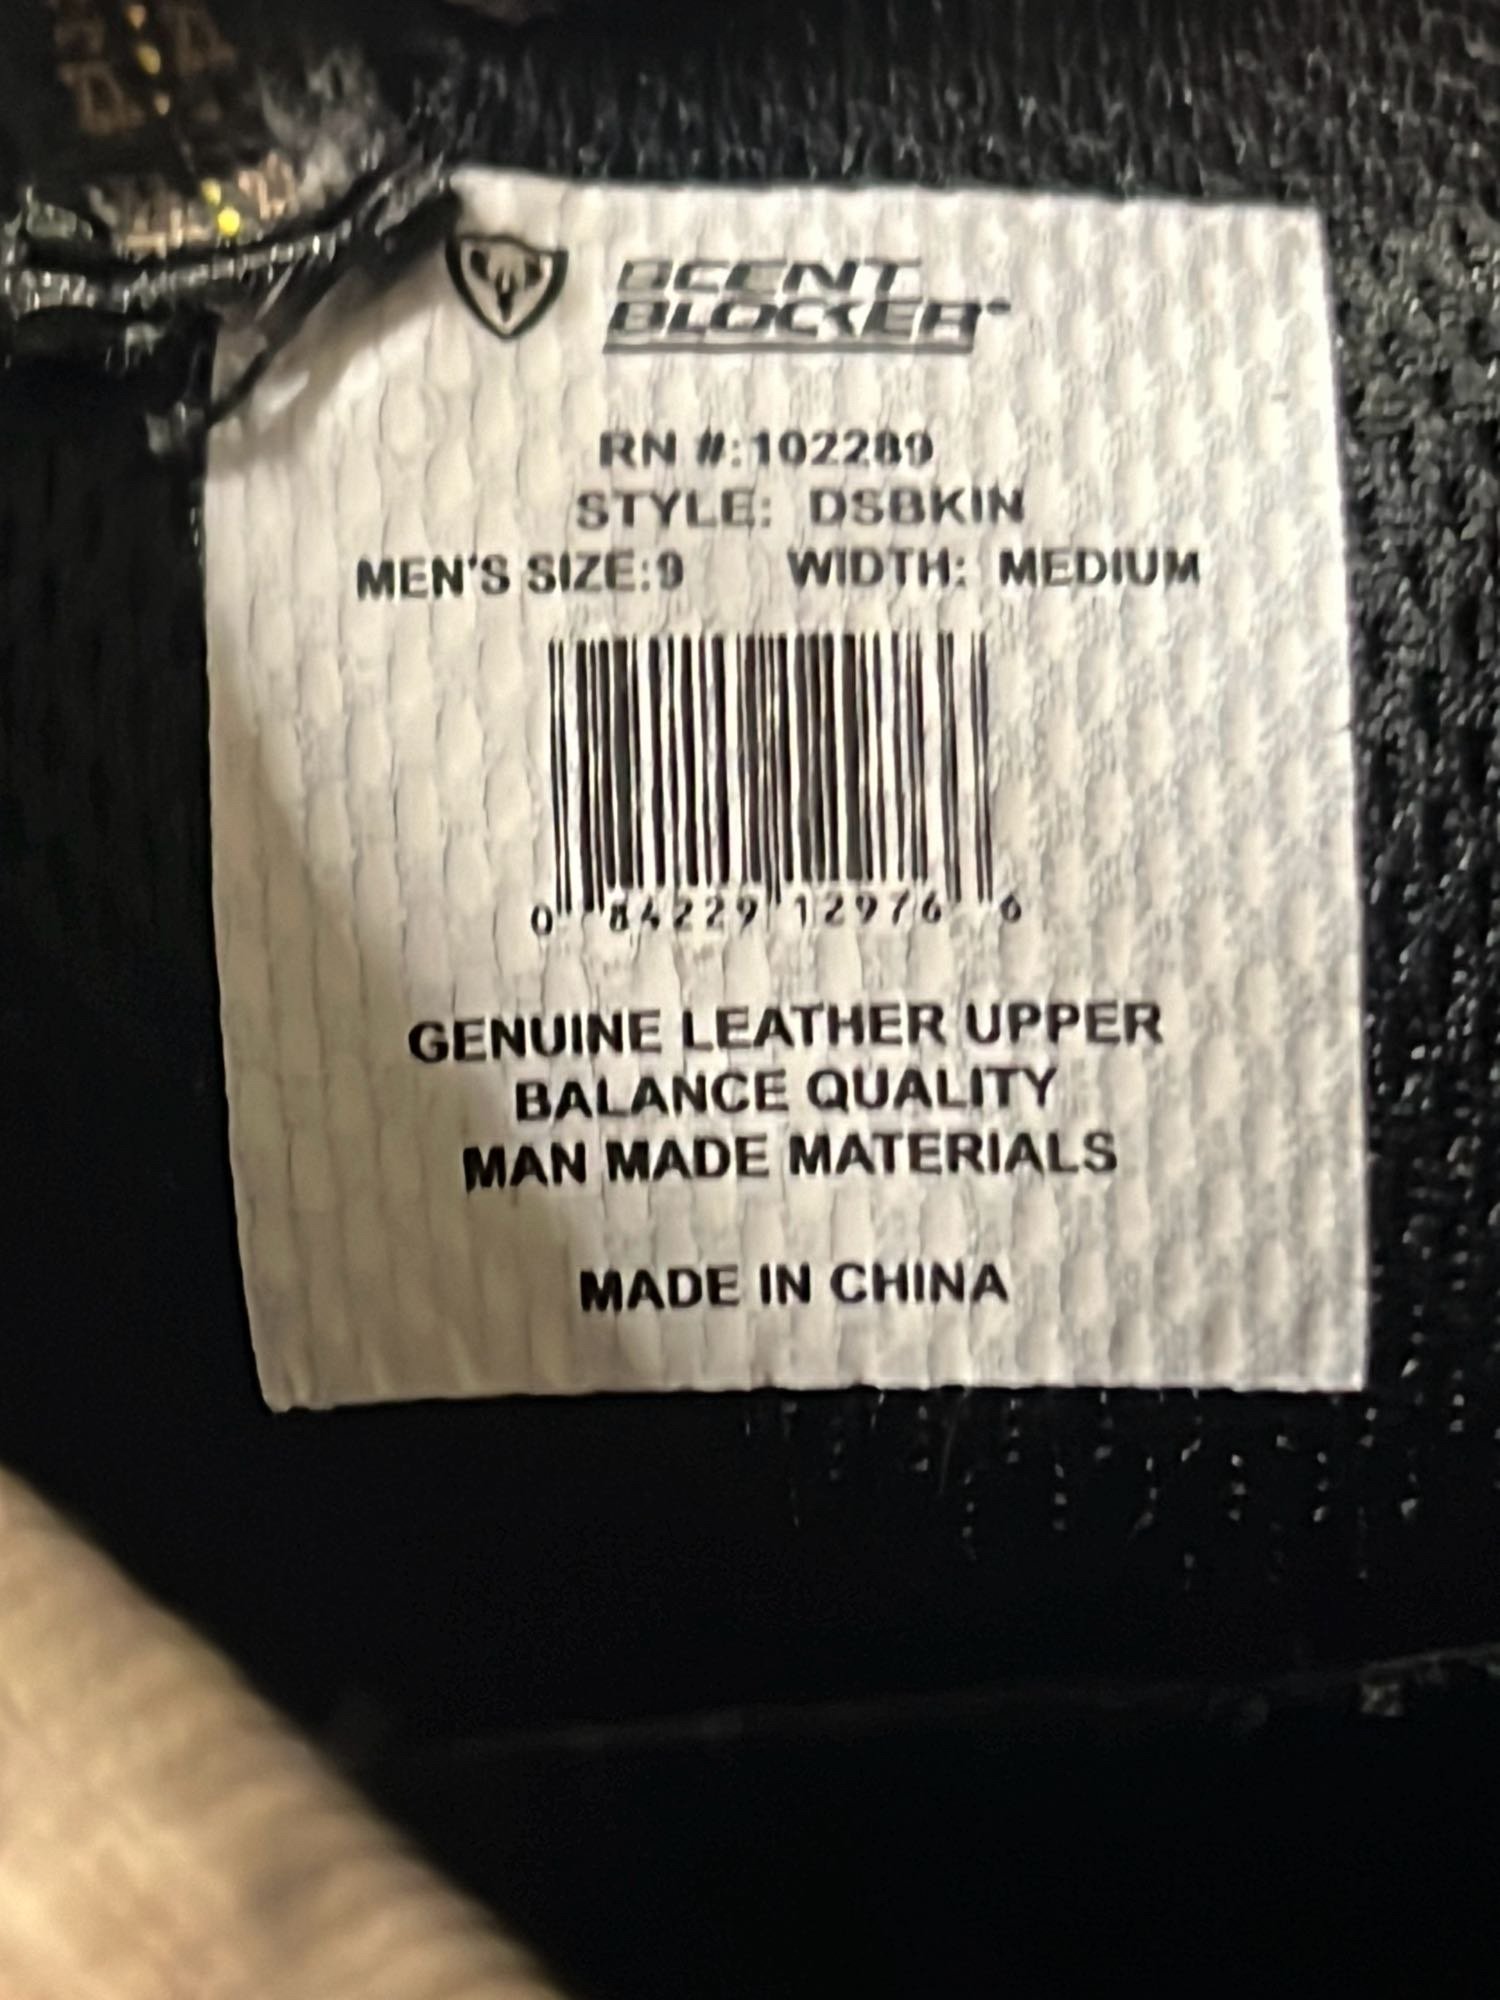 SCENT
BLOCKER
RN #:102289
STYLE: DSBKIN
MEN'S SIZE:9 WIDTH: MEDIUM
0 84229 12976 6
GENUINE LEATHER UPPER
BALANCE QUALITY
MAN MADE MATERIALS
MADE IN CHINA